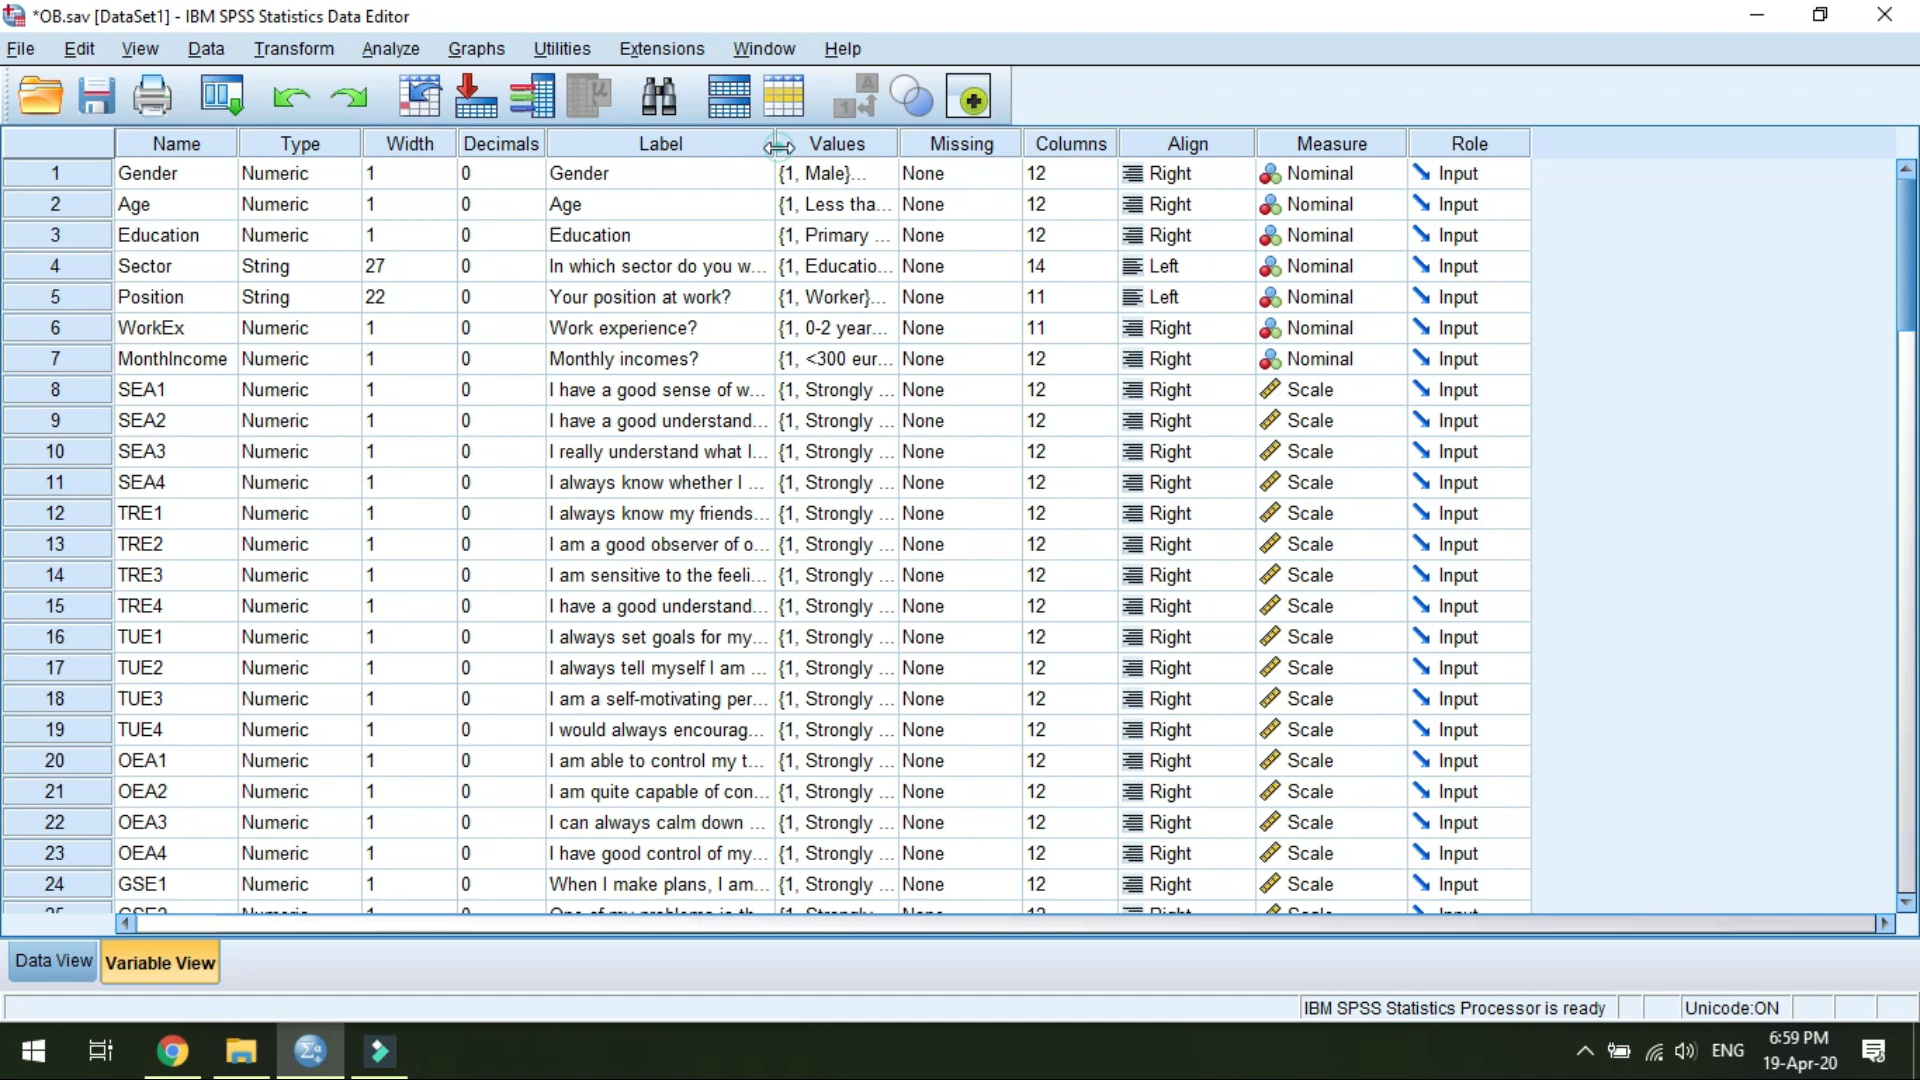 *OB.sav [DataSet1] - IBM SPSS Statistics Data Editor
File Edit View Data Transform Analyze Graphs Utilities Extensions Window Help
Name Type Width Decimals Label Values Missing Columns Align Measure Role
1 Gender Numeric 1 0 Gender {1, Male}... None 12 Right Nominal Input
2 Age Numeric 1 0 Age {1, Less tha... None 12 Right Nominal Input
3 Education Numeric 1 0 Education {1, Primary ... None 12 Right Nominal Input
4 Sector String 27 0 In which sector do you w... {1, Educatio... None 14 Left Nominal Input
5 Position String 22 0 Your position at work? {1, Worker}... None 11 Left Nominal Input
6 WorkEx Numeric 1 0 Work experience? {1, 0-2 year... None 11 Right Nominal Input
7 MonthIncome Numeric 1 0 Monthly incomes? {1, <300 eur... None 12 Right Nominal Input
8 SEA1 Numeric 1 0 I have a good sense of w... {1, Strongly ... None 12 Right Scale Input
9 SEA2 Numeric 1 0 I have a good understand... {1, Strongly ... None 12 Right Scale Input
10 SEA3 Numeric 1 0 I really understand what I... {1, Strongly ... None 12 Right Scale Input
11 SEA4 Numeric 1 0 I always know whether I ... {1, Strongly ... None 12 Right Scale Input
12 TRE1 Numeric 1 0 I always know my friends... {1, Strongly ... None 12 Right Scale Input
13 TRE2 Numeric 1 0 I am a good observer of o... {1, Strongly ... None 12 Right Scale Input
14 TRE3 Numeric 1 0 I am sensitive to the feeli... {1, Strongly ... None 12 Right Scale Input
15 TRE4 Numeric 1 0 I have a good understand... {1, Strongly ... None 12 Right Scale Input
16 TUE1 Numeric 1 0 I always set goals for my... {1, Strongly ... None 12 Right Scale Input
17 TUE2 Numeric 1 0 I always tell myself I am ... {1, Strongly ... None 12 Right Scale Input
18 TUE3 Numeric 1 0 I am a self-motivating per... {1, Strongly ... None 12 Right Scale Input
19 TUE4 Numeric 1 0 I would always encourag... {1, Strongly ... None 12 Right Scale Input
20 OEA1 Numeric 1 0 I am able to control my t... {1, Strongly ... None 12 Right Scale Input
21 OEA2 Numeric 1 0 I am quite capable of con... {1, Strongly ... None 12 Right Scale Input
22 OEA3 Numeric 1 0 I can always calm down ... {1, Strongly ... None 12 Right Scale Input
23 OEA4 Numeric 1 0 I have good control of my... {1, Strongly ... None 12 Right Scale Input
24 GSE1 Numeric 1 0 When I make plans, I am... {1, Strongly ... None 12 Right Scale Input
Data View Variable View
IBM SPSS Statistics Processor is ready Unicode:ON
ENG 6:59 PM
19-Apr-20